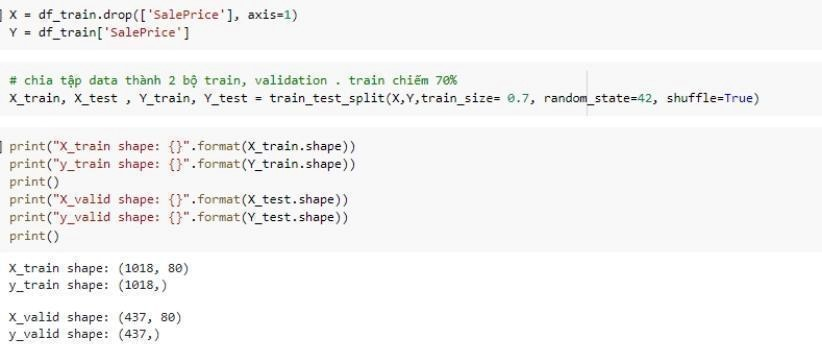 X = df_train.drop(['SalePrice'], axis=1)
Y = df_train['SalePrice']
# chia tập data thành 2 bộ train, validation . train chiếm 70%
X_train, X_test , Y_train, Y_test = train_test_split(X,Y,train_size= 0.7, random_state=42, shuffle=True)
print("X_train shape: {}".format(X_train.shape))
print("y_train shape: {}".format(Y_train.shape))
print()
print("X_valid shape: {}".format(X_test.shape))
print("y_valid shape: {}".format(Y_test.shape))
print()
X_train shape: (1018, 80)
y_train shape: (1018,)
X_valid shape: (437, 80)
y_valid shape: (437,)